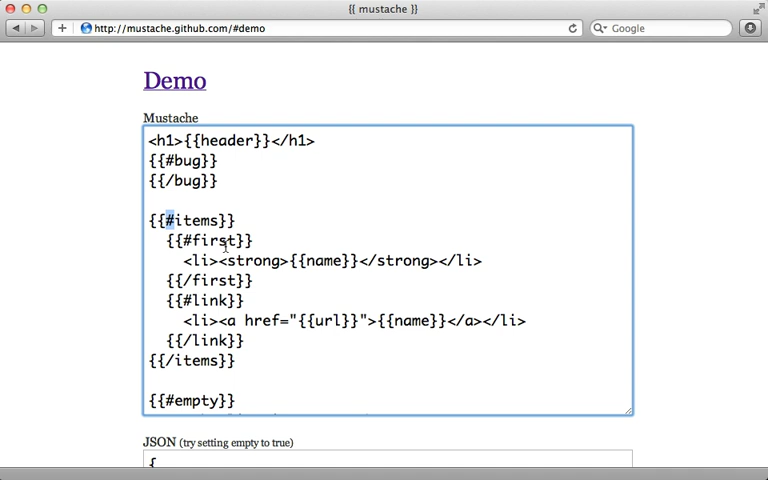 {{ mustache }}
http://mustache.github.com/#demo
Google
Demo
Mustache
<h1>{{header}}</h1>
{{#bug}}
{{/bug}}
{{#items}}
{{#first}}
<li><strong>{{name}}</strong></li>
{{/first}}
{{#link}}
<li><a href="{{url}}">{{name}}</a></li>
{{/link}}
{{/items}}
{{#empty}}
JSON (try setting empty to true)
{